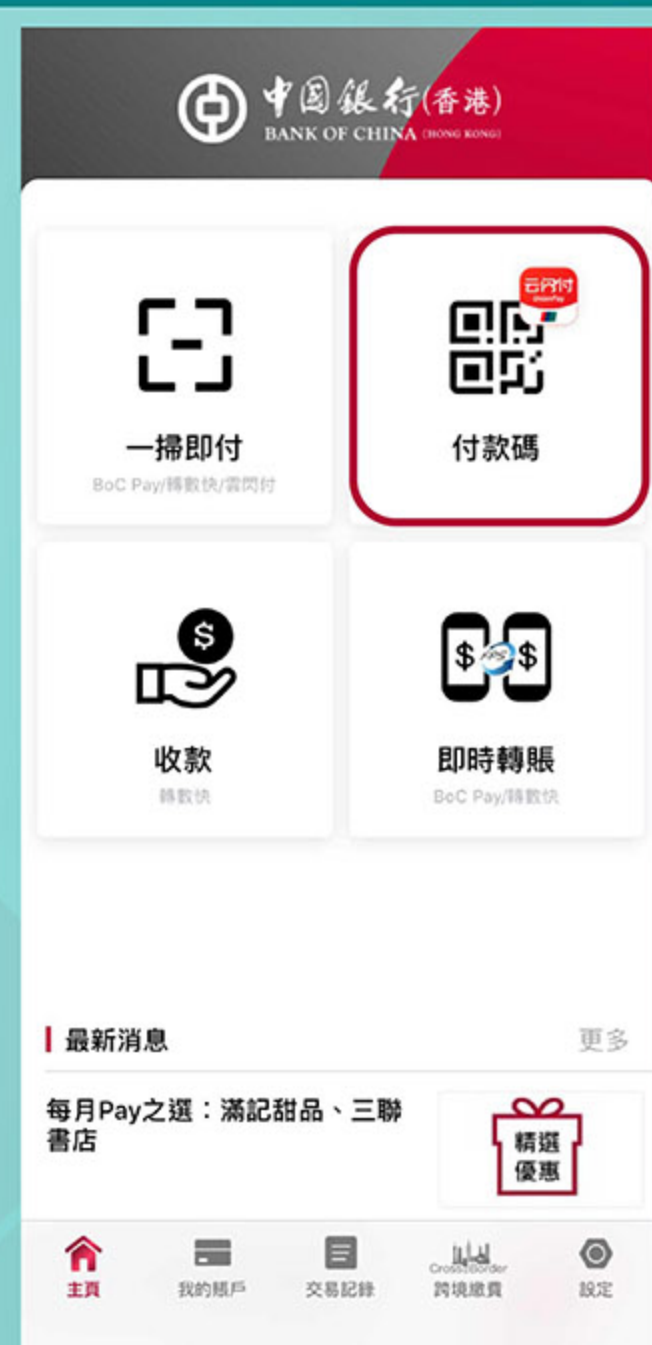 中国銀行(香港)
BANK OF CHINA (HONG KONG)
云闪付
UnionPay
一掃即付
BoC Pay/轉數快/雲閃付
付款碼
$
$ FPS $
收款
轉數快
即時轉賬
BoC Pay/轉數快
最新消息
更多
每月Pay之選：滿記甜品、三聯
書店
精選
優惠
主頁
我的賬戶
交易記錄
Cross Border
跨境繳費
設定